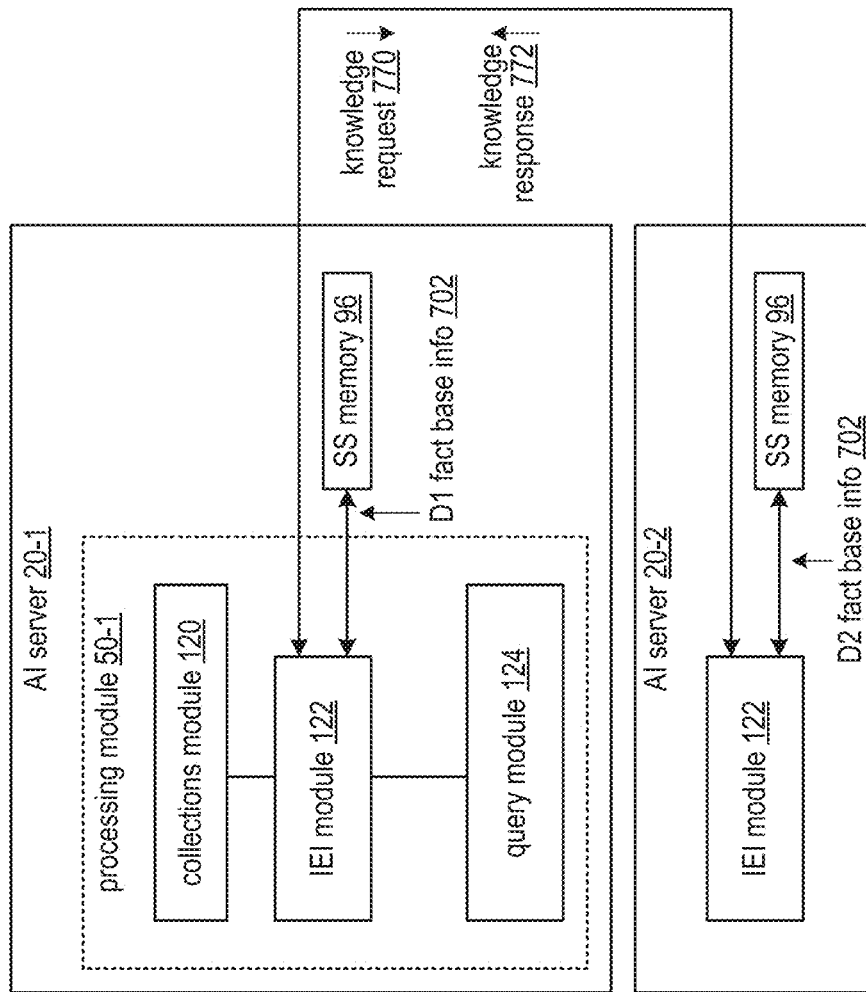 AI server 20-1
processing module 50-1
collections module 120
IEI module 122
query module 124
SS memory 96
D1 fact base info 702
knowledge
request 770
knowledge
response 772
AI server 20-2
IEI module 122
SS memory 96
D2 fact base info 702